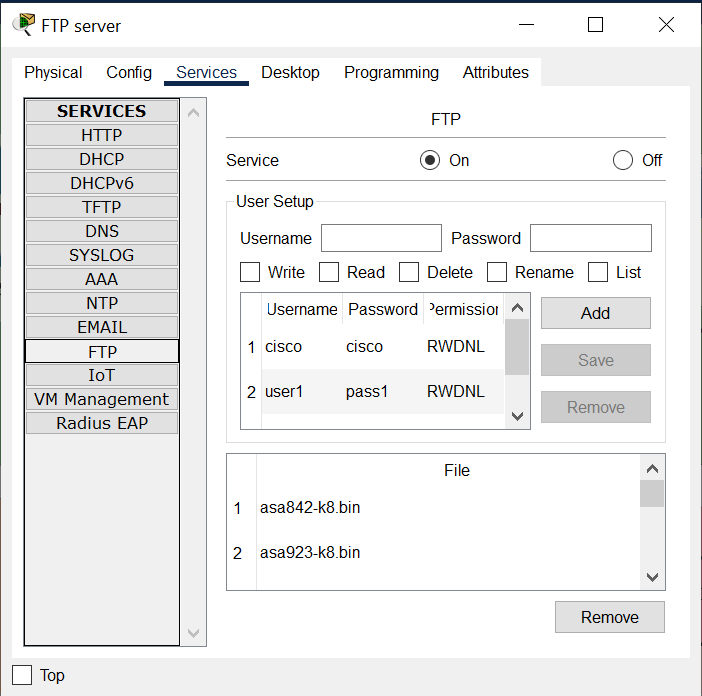 FTP server
Physical Config Services Desktop Programming Attributes
SERVICES
HTTP
DHCP
DHCPv6
TFTP
DNS
SYSLOG
AAA
NTP
EMAIL
FTP
IoT
VM Management
Radius EAP
FTP
Service On Off
User Setup
Username Password
Write Read Delete Rename List
Username Password Permission
1 cisco cisco RWDNL
2 user1 pass1 RWDNL
Add
Save
Remove
File
1 asa842-k8.bin
2 asa923-k8.bin
Remove
Top